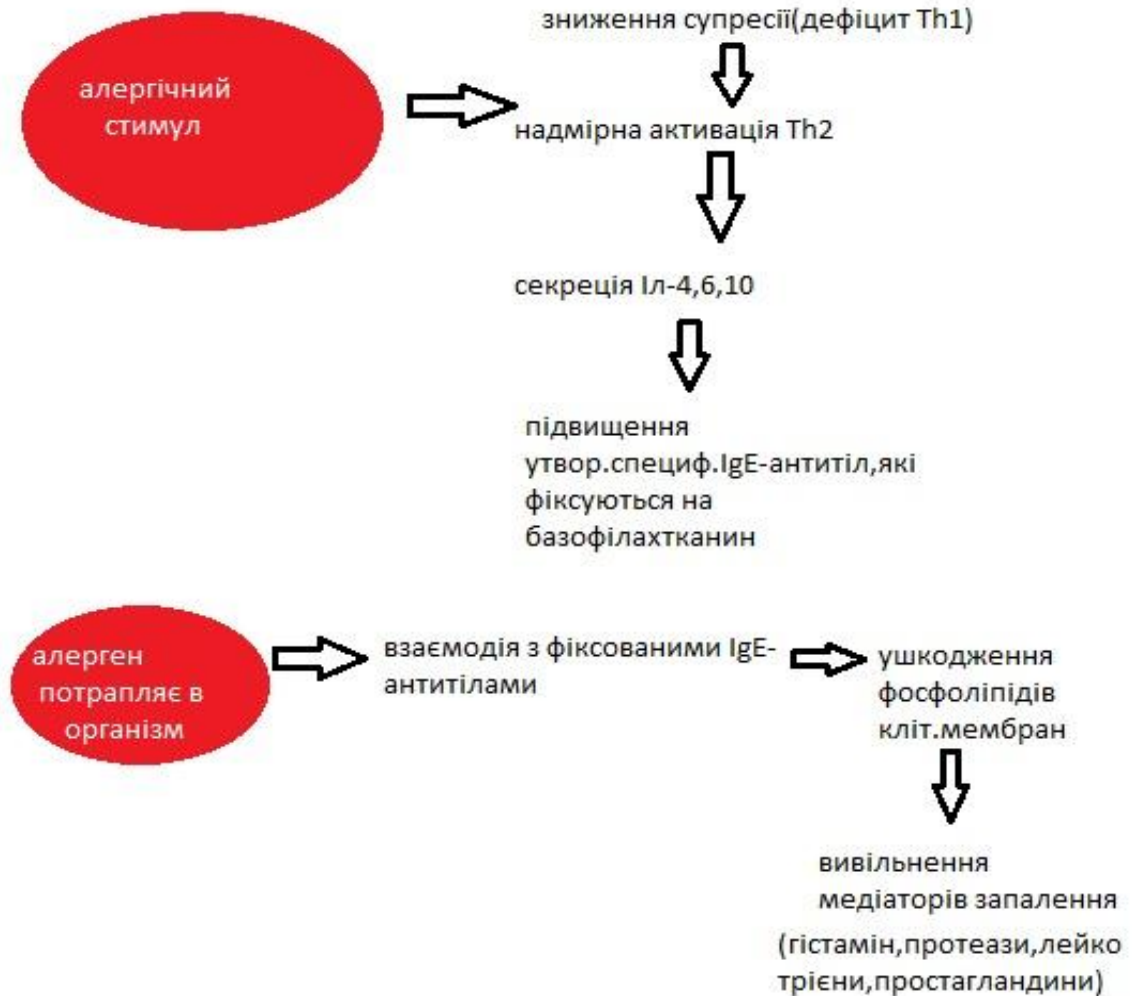 зниження супресії(дефіцит Th1)
алергічний
стимул
надмірна активація Th2
секреція Іл-4,6,10
підвищення
утвор.специф.IgE-антитіл,які
фіксуються на
базофілахтканин
алерген
потрапляє в
організм
взаємодія з фіксованими IgE-
антитілами
ушкодження
фосфоліпідів
кліт.мембран
вивільнення
медіаторів запалення
(гістамін,протеази,лейко
трієни,простагландини)